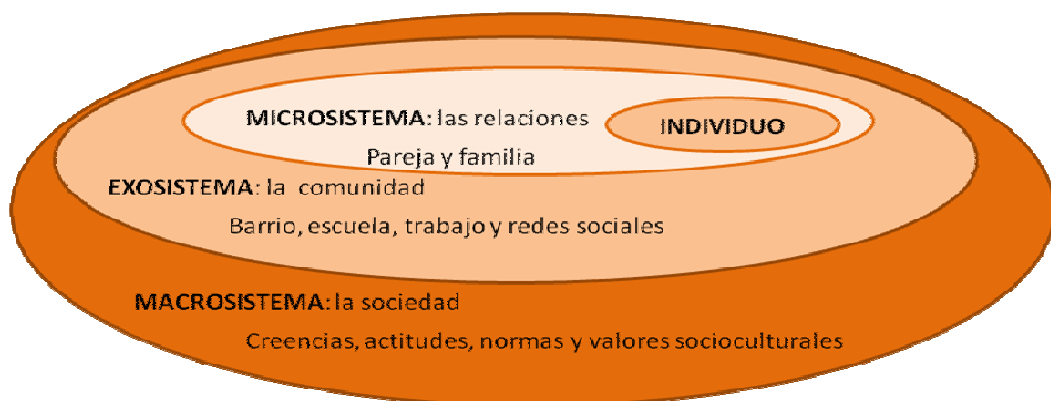 MICROSISTEMA: las relaciones
INDIVIDUO
Pareja y familia
EXOSISTEMA: la comunidad
Barrio, escuela, trabajo y redes sociales
MACROSISTEMA: la sociedad
Creencias, actitudes, normas y valores socioculturales